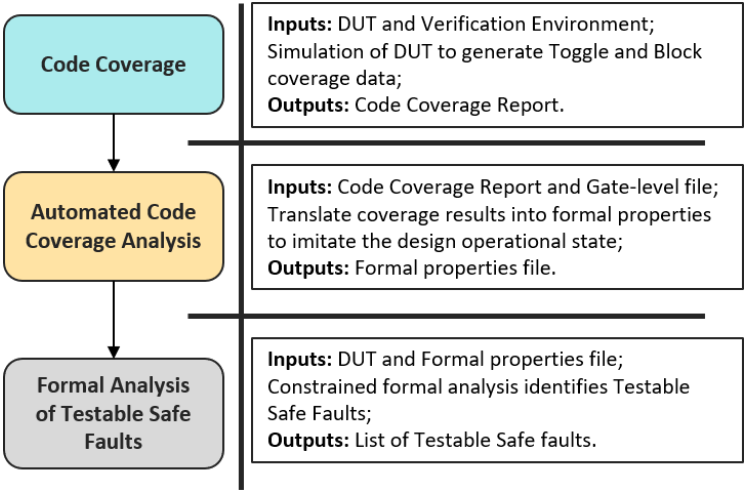 Code Coverage
Inputs: DUT and Verification Environment;
Simulation of DUT to generate Toggle and Block
coverage data;
Outputs: Code Coverage Report.
Automated Code
Coverage Analysis
Inputs: Code Coverage Report and Gate-level file;
Translate coverage results into formal properties
to imitate the design operational state;
Outputs: Formal properties file.
Formal Analysis
of Testable Safe
Faults
Inputs: DUT and Formal properties file;
Constrained formal analysis identifies Testable
Safe Faults;
Outputs: List of Testable Safe faults.